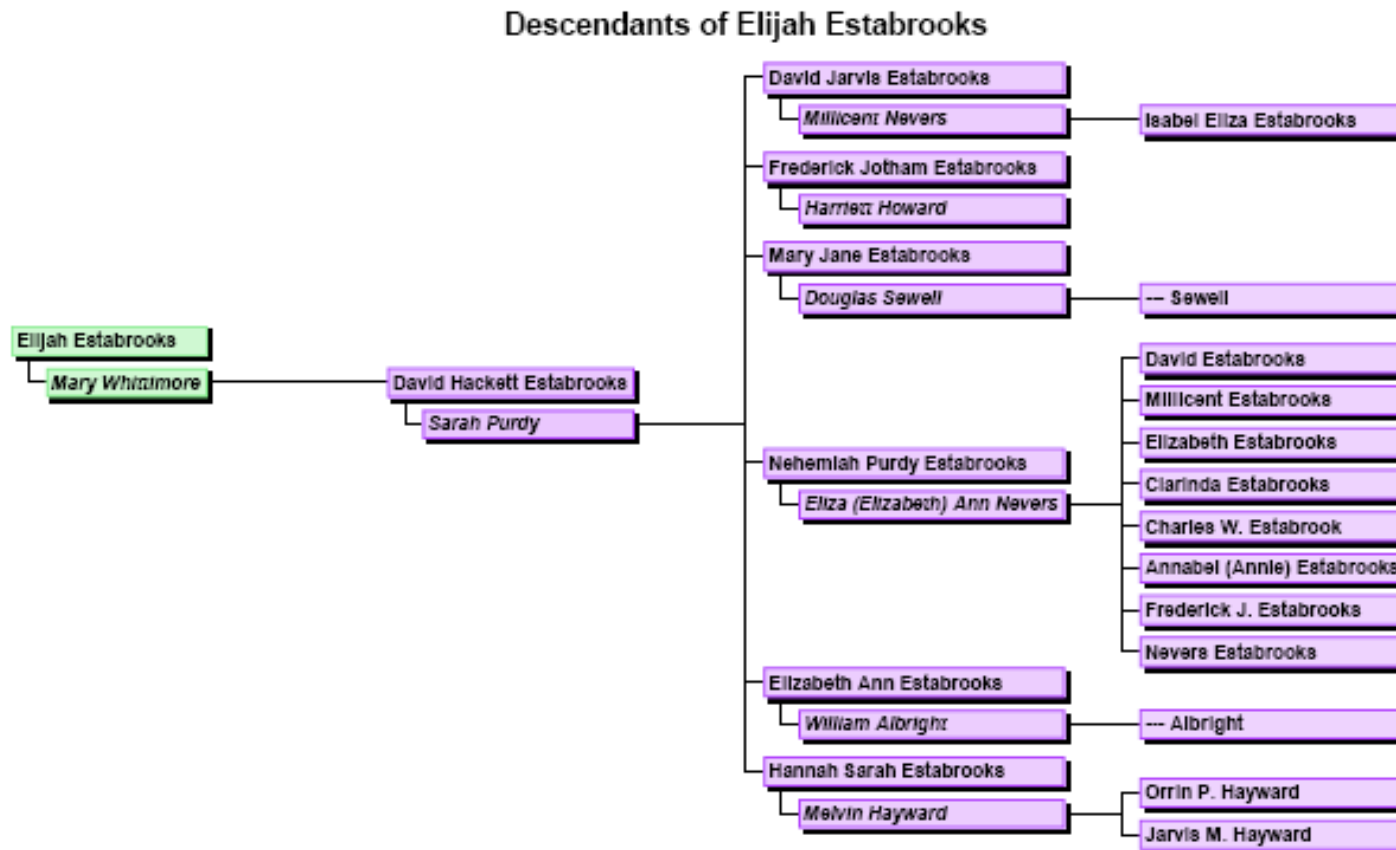 Descendants of Elijah Estabrooks
David Jarvis Estabrooks
Millicent Nevers
Isabel Eliza Estabrooks
Frederick Jotham Estabrooks
Harriett Howard
Mary Jane Estabrooks
Douglas Sewell
--- Sewell
Elijah Estabrooks
Mary Whittimore
David Hackett Estabrooks
Sarah Purdy
Nehemiah Purdy Estabrooks
Eliza (Elizabeth) Ann Nevers
David Estabrooks
Millicent Estabrooks
Elizabeth Estabrooks
Clarinda Estabrooks
Charles W. Estabrook
Annabel (Annie) Estabrooks
Frederick J. Estabrooks
Nevers Estabrooks
Elizabeth Ann Estabrooks
William Albright
--- Albright
Hannah Sarah Estabrooks
Melvin Hayward
Orrin P. Hayward
Jarvis M. Hayward